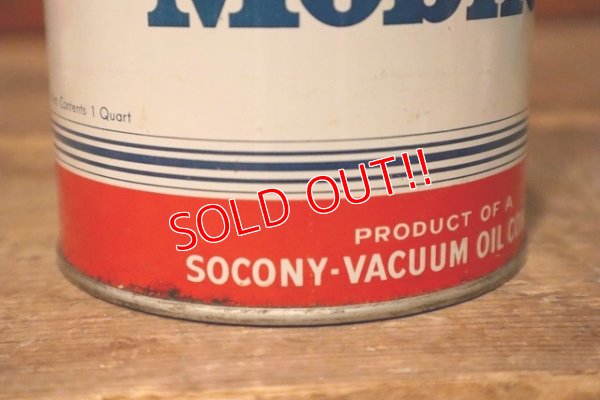 Contents 1 Quart
SOLD OUT!!
PRODUCT OF A
SOCONY-VACUUM OIL